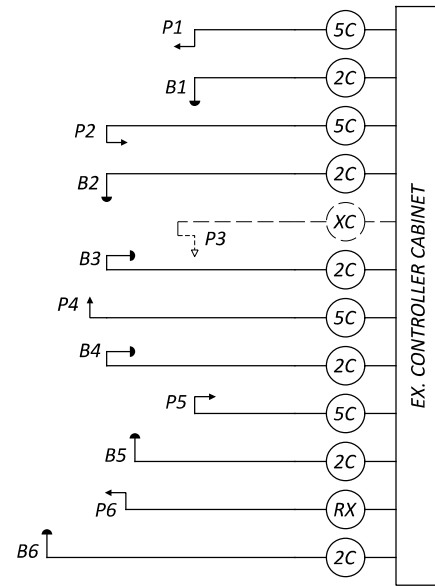 P1
5C
B1
2C
P2
5C
B2
2C
XC
P3
B3
2C
P4
5C
B4
2C
P5
5C
B5
2C
P6
RX
B6
2C
EX. CONTROLLER CABINET